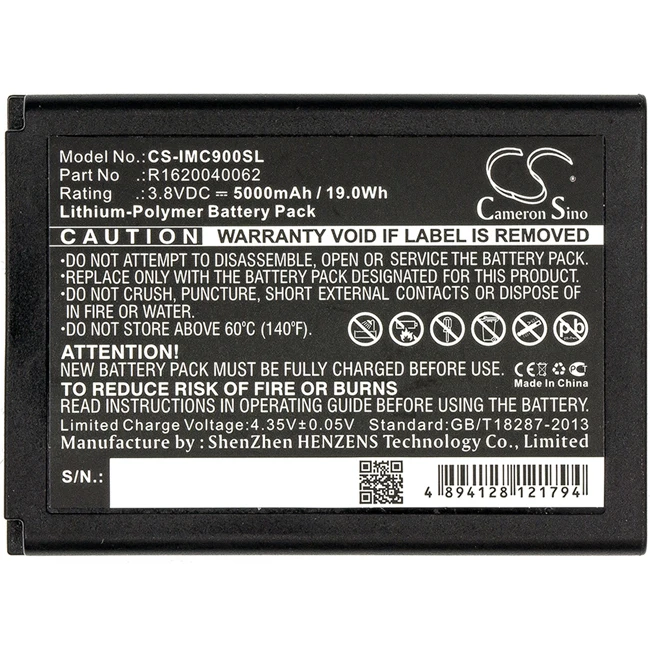 Model No.: CS-IMC900SL
Part No.: R1620040062
Rating : 3.8VDC ⎓ 5000mAh / 19.0Wh
Lithium-Polymer Battery Pack
CS
Cameron Sino
CAUTION WARRANTY VOID IF LABEL IS REMOVED
•DO NOT ATTEMPT TO DISASSEMBLE, OPEN OR SERVICE THE BATTERY PACK.
•REPLACE ONLY WITH THE BATTERY PACK DESIGNATED FOR THIS PRODUCT.
•DO NOT CRUSH, PUNCTURE, SHORT EXTERNAL CONTACTS OR DISPOSE OF
IN FIRE OR WATER.
•DO NOT STORE ABOVE 60°C (140°F).
Pb
ATTENTION!
NEW BATTERY PACK MUST BE FULLY CHARGED BEFORE USE.
TO REDUCE RISK OF FIRE OR BURNS
READ INSTRUCTIONS OF OPERATING GUIDE BEFORE USING BATTERY PACK.
CE FC
Made In China
Limited Charge Voltage: 4.35V±0.05V Standard:GB/T18287-2013
Manufacture by : ShenZhen HENZENS Technology Co., Limited
S/N.:
4 894128 121794